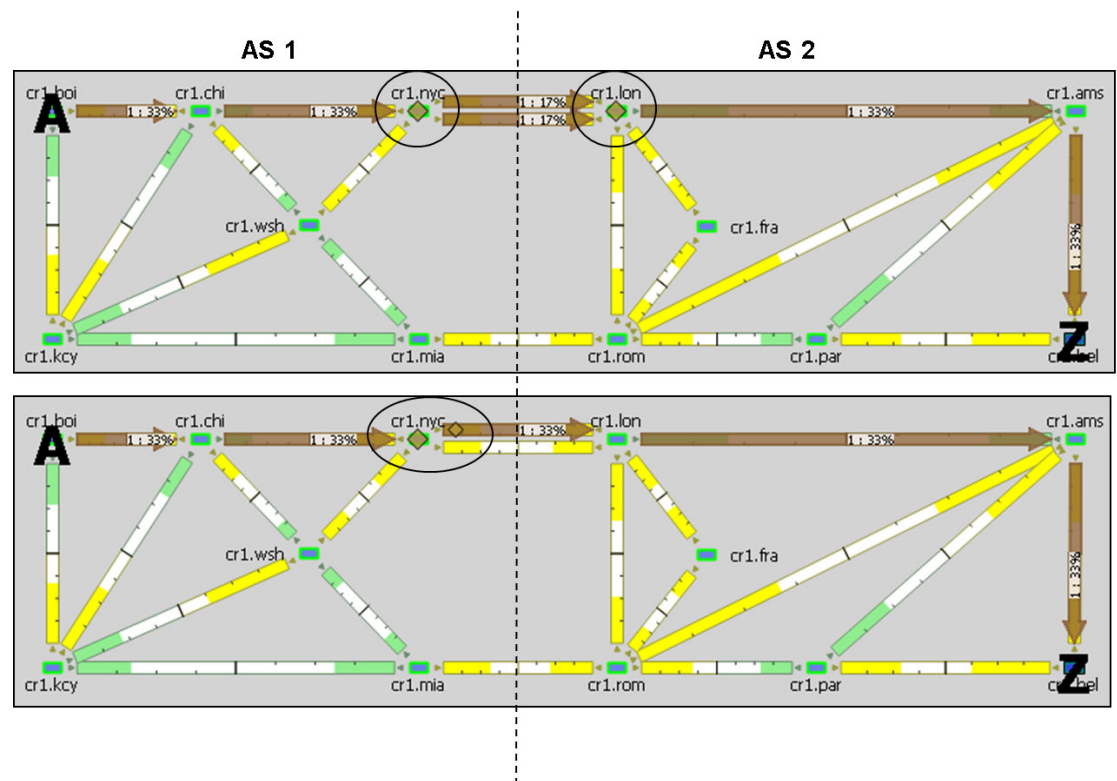 AS 1 AS 2
cr1.boi cr1.chi cr1.nyc cr1.lon cr1.ams
A 1 : 33% 1 : 33% 1 : 17% 1 : 33%
1 : 17%
cr1.wsh cr1.fra
1 : 33%
Z
cr1.kcy cr1.mia cr1.rom cr1.par
cr1.boi cr1.chi cr1.nyc cr1.lon cr1.ams
A 1 : 33% 1 : 33% 1 : 33% 1 : 33%
cr1.wsh cr1.fra
1 : 33%
Z
cr1.kcy cr1.mia cr1.rom cr1.par